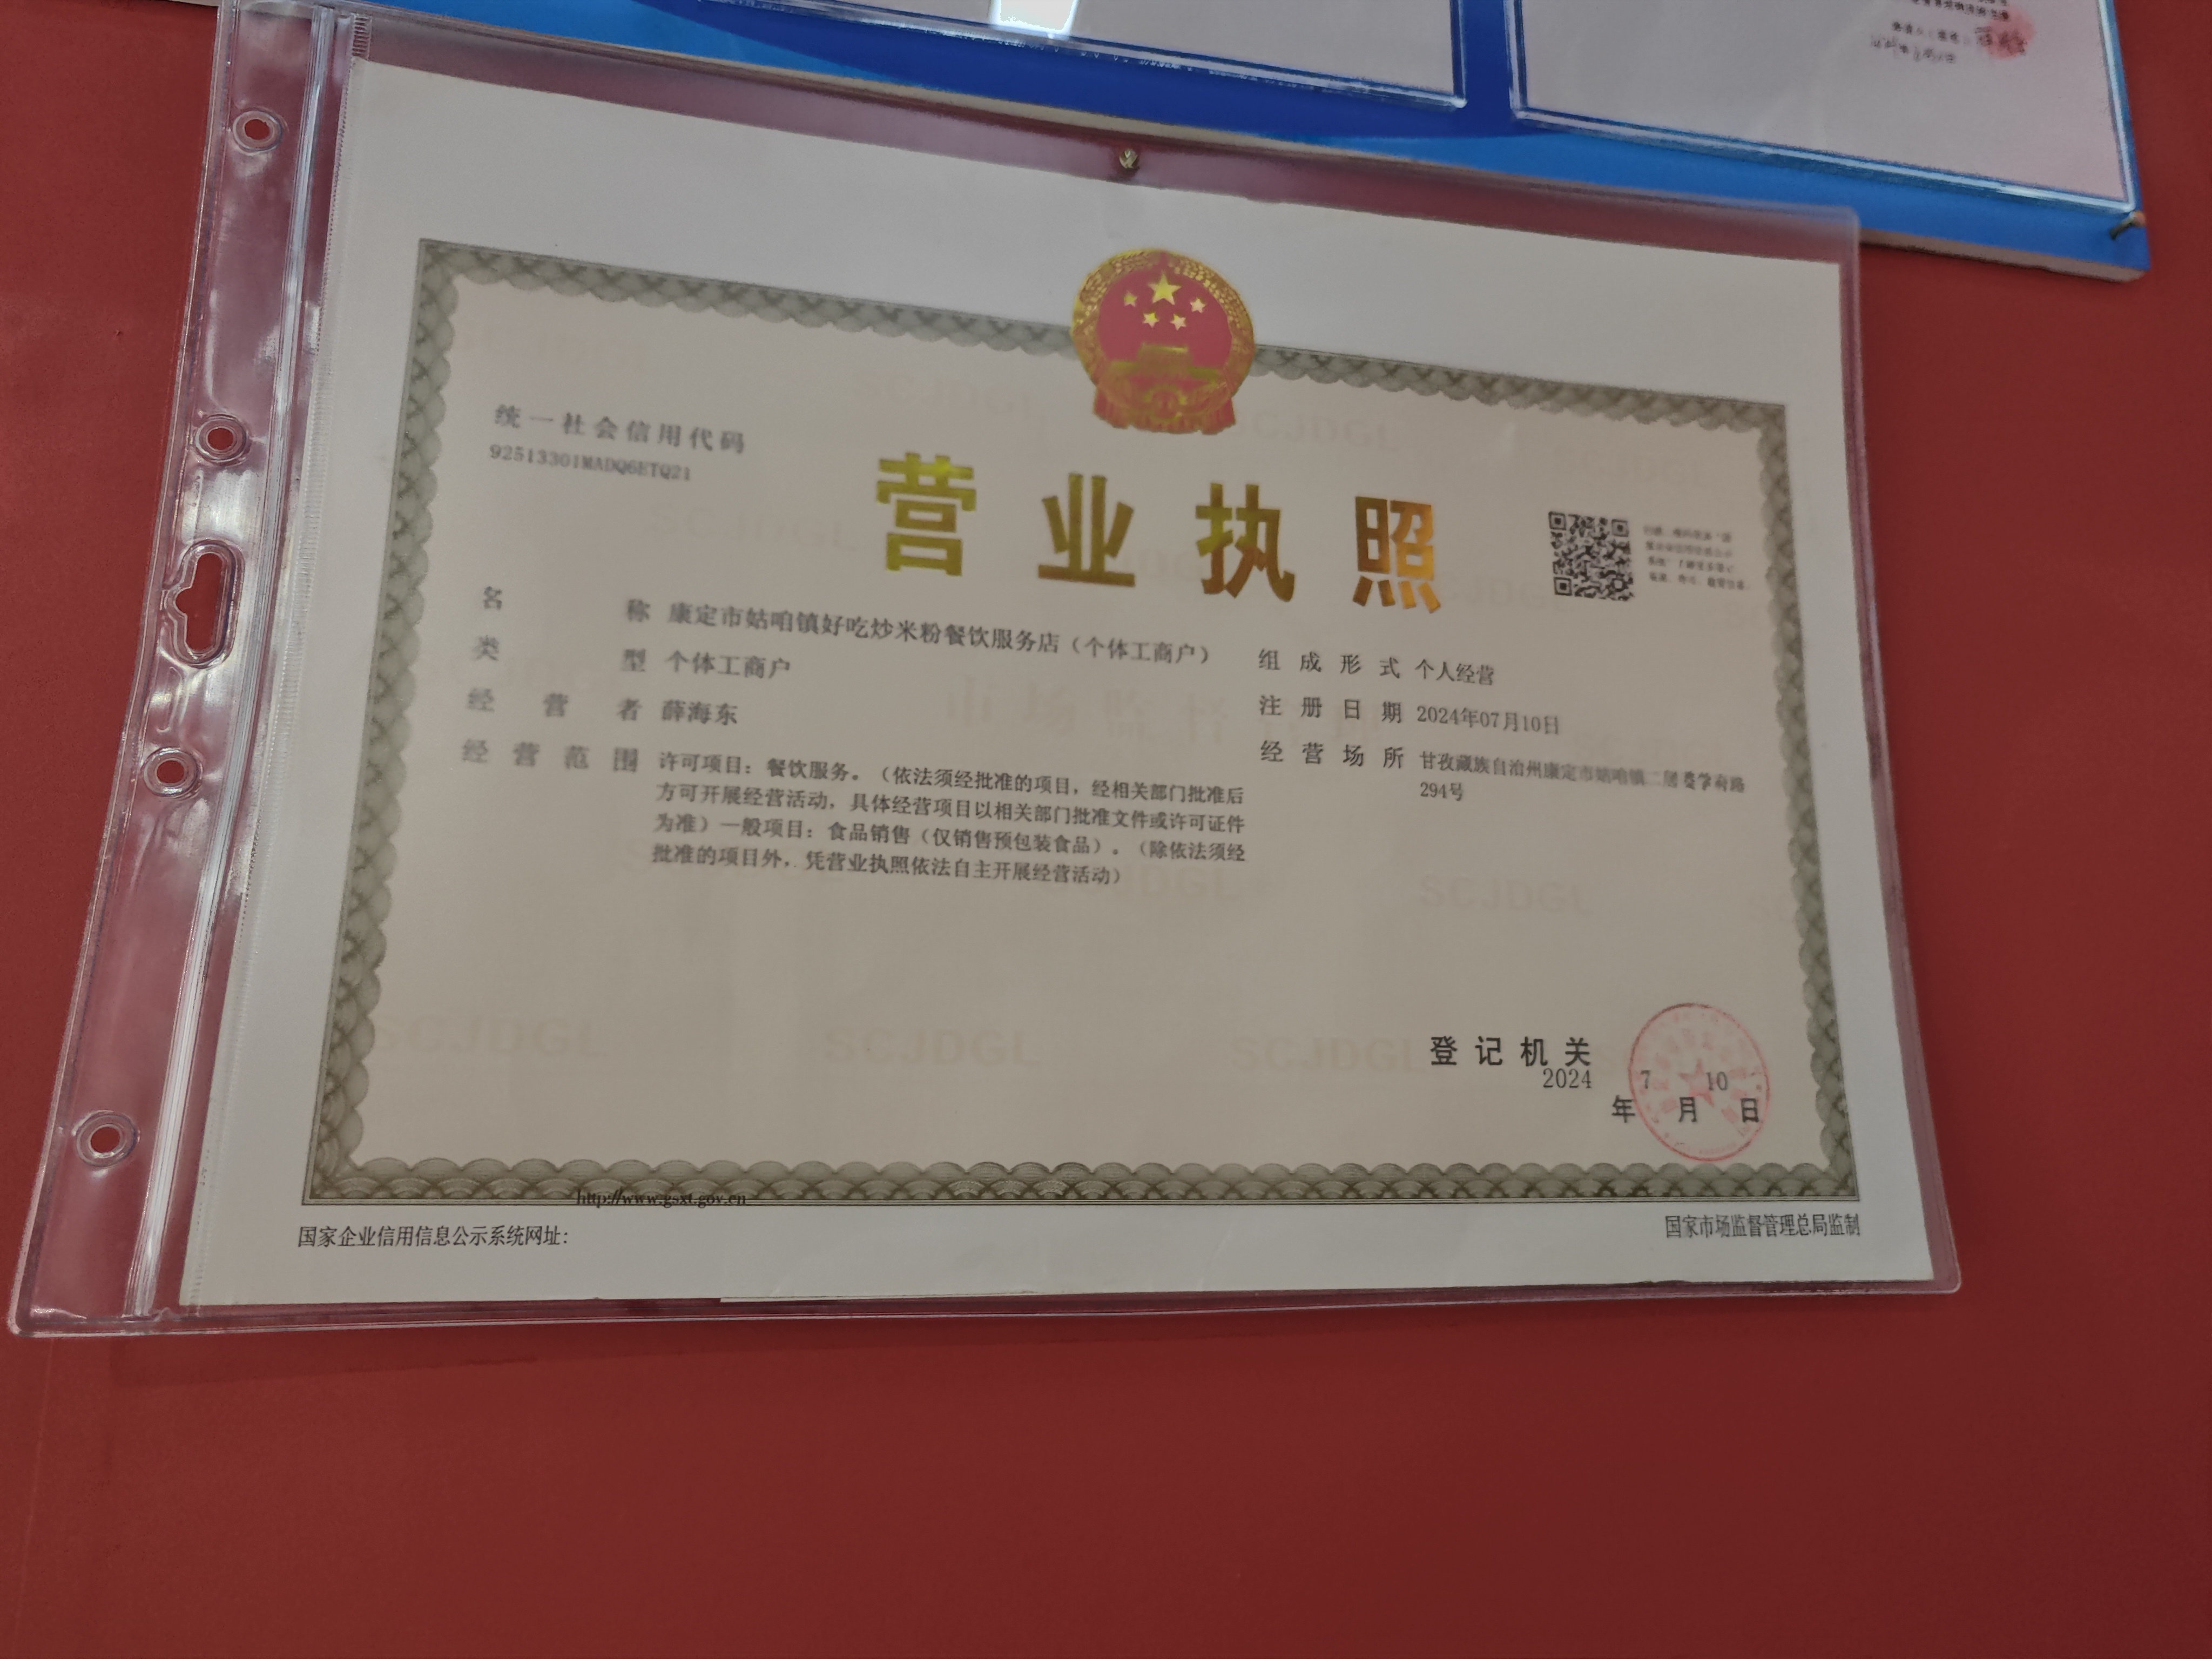 统一社会信用代码
92513301MADQ6ETQ21
营业执照
名称 康定市姑咱镇好吃炒米粉餐饮服务店（个体工商户）
类型 个体工商户
经营者 薛海东
经营范围 许可项目：餐饮服务。（依法须经批准的项目，经相关部门批准后
方可开展经营活动，具体经营项目以相关部门批准文件或许可证件
为准）一般项目：食品销售（仅销售预包装食品）。（除依法须经
批准的项目外，凭营业执照依法自主开展经营活动）
组成形式 个人经营
注册日期 2024年07月10日
经营场所 甘孜藏族自治州康定市姑咱镇二居委学府路
294号
登记机关
2024 7 10
年 月 日
http://www.gsxt.gov.cn
国家企业信用信息公示系统网址：
国家市场监督管理总局监制
SCJDGL